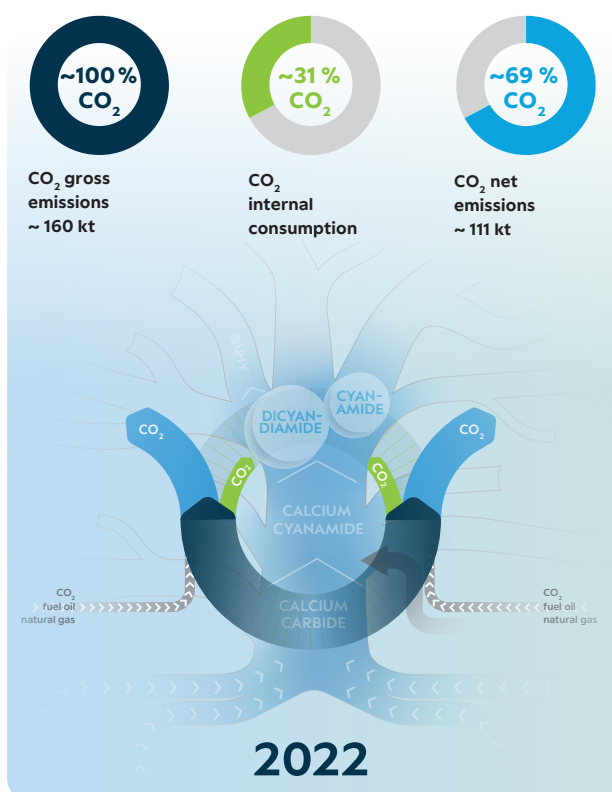 ~100 %
CO2
~31 %
CO2
~69 %
CO2
CO2 gross
emissions
~ 160 kt
CO2
internal
consumption
CO2 net
emissions
~ 111 kt
GUHY
CYAN-
AMIDE
DICYAN-
DIAMIDE
CO2
CO2
CO2
CO2
CALCIUM
CYANAMIDE
CO2
fuel oil
natural gas
CALCIUM
CARBIDE
CO2
fuel oil
natural gas
2022